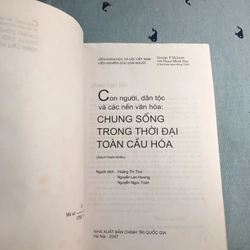 VIỆN KHOA HỌC XÃ HỘI VIỆT NAM
VIỆN NGHIÊN CỨU CON NGƯỜI
George F.McLean
Con người, dân tộc
và các nền văn hóa:
CHUNG SỐNG
TRONG THỜI ĐẠI
TOÀN CẦU HÓA
(Sách tham khảo)
Người dịch: Hoàng Thị Thơ
Nguyễn Lan Hương
Nguyễn Ngọc Toàn
NHÀ XUẤT BẢN CHÍNH TRỊ QUỐC GIA
Hà Nội - 2007